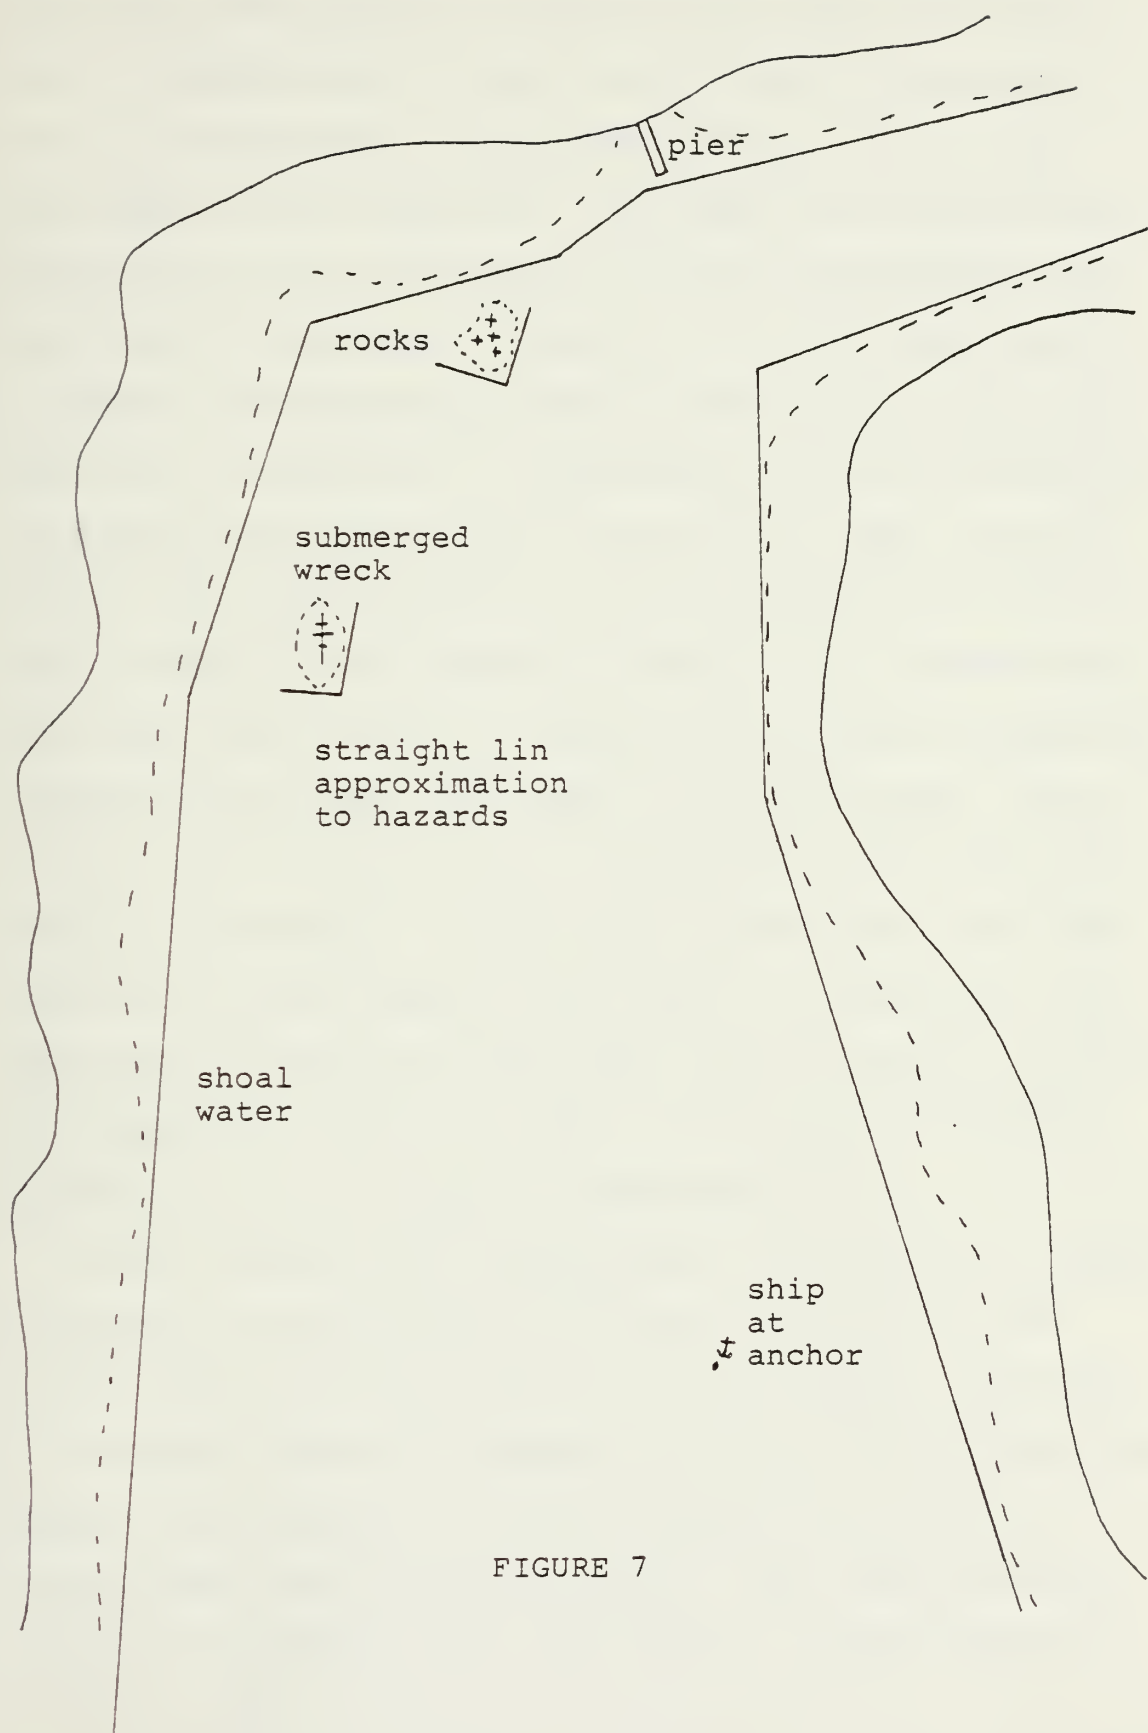 pier
rocks
submerged
wreck
straight lin
approximation
to hazards
shoal
water
ship
at
anchor
FIGURE 7